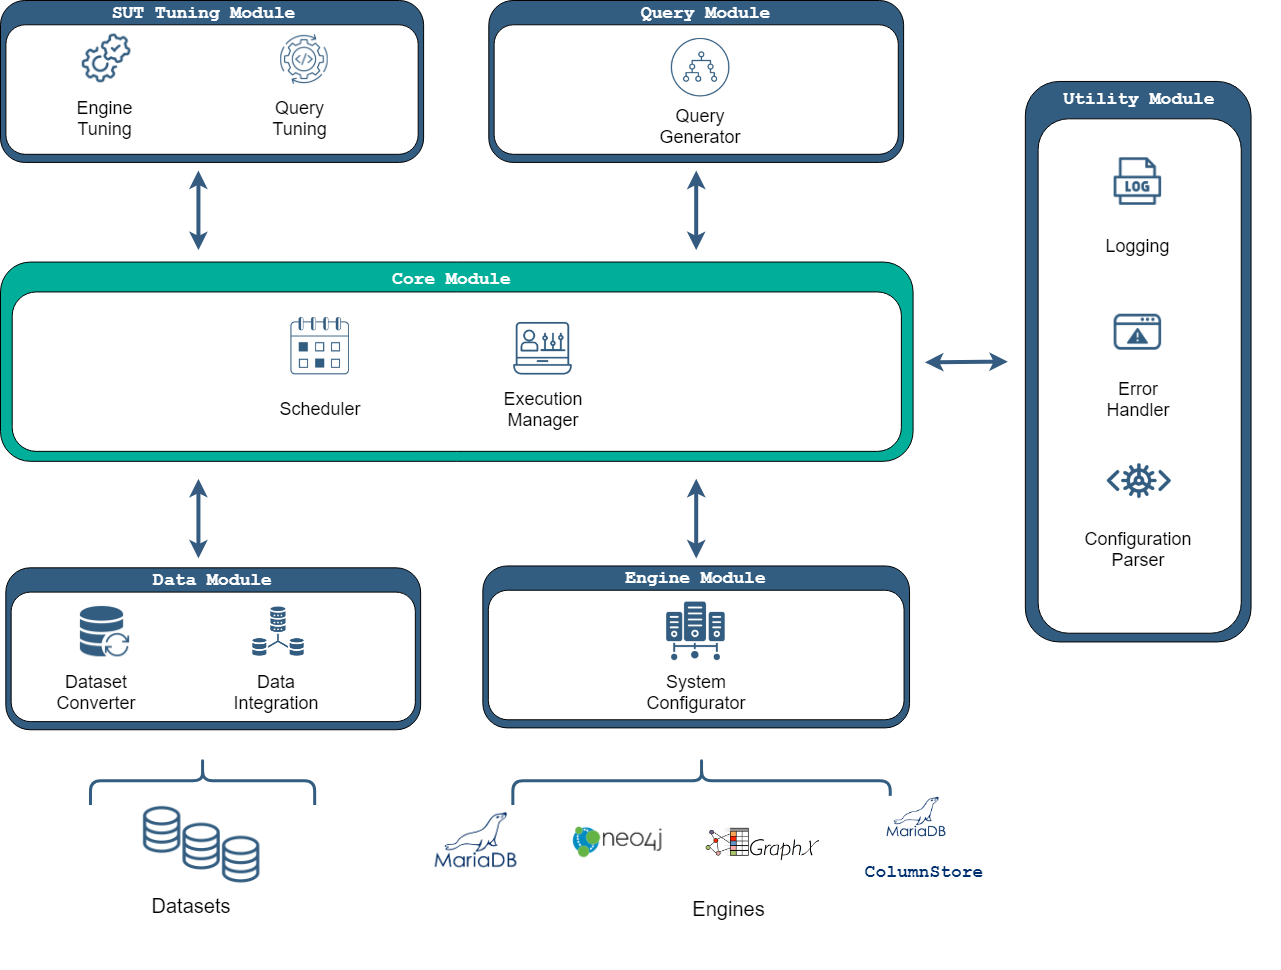 SUT Tuning Module
Engine
Tuning
Query
Tuning
Query Module
Query
Generator
Utility Module
LOG
Logging
Error
Handler
Configuration
Parser
Core Module
Scheduler
Execution
Manager
Data Module
Dataset
Converter
Data
Integration
Engine Module
System
Configurator
Datasets
MariaDB
neo4j
GraphX
MariaDB
ColumnStore
Engines